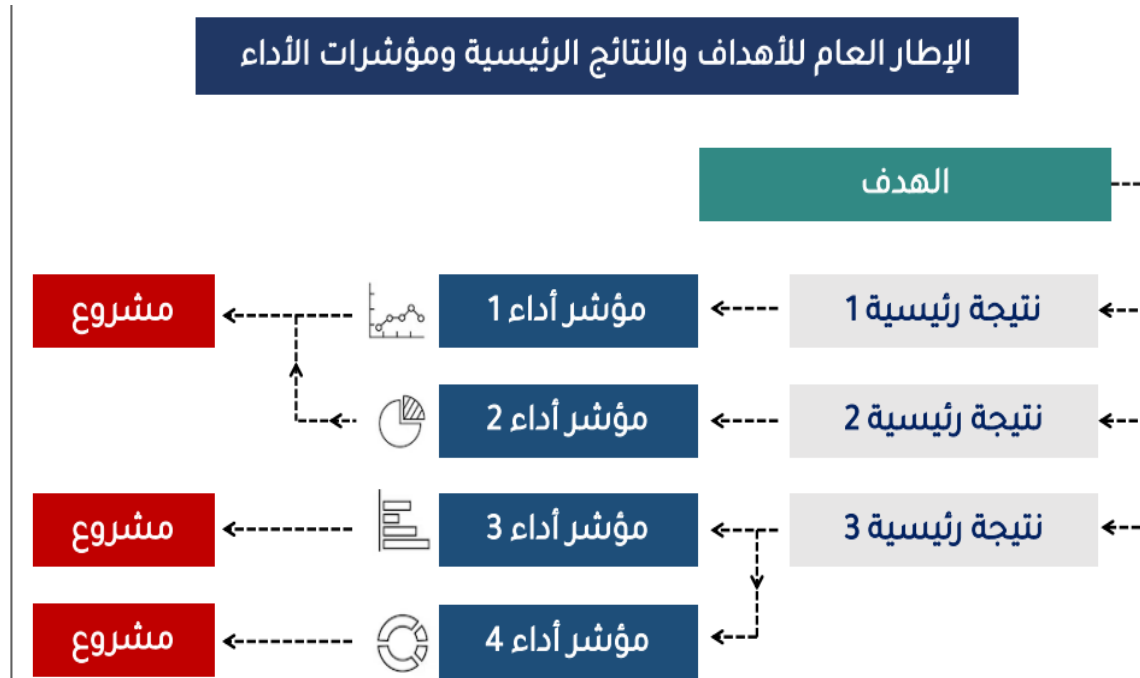 الإطار العام للأهداف والنتائج الرئيسية ومؤشرات الأداء
الهدف
نتيجة رئيسية 1
مؤشر أداء 1
مشروع
نتيجة رئيسية 2
مؤشر أداء 2
نتيجة رئيسية 3
مؤشر أداء 3
مشروع
مؤشر أداء 4
مشروع